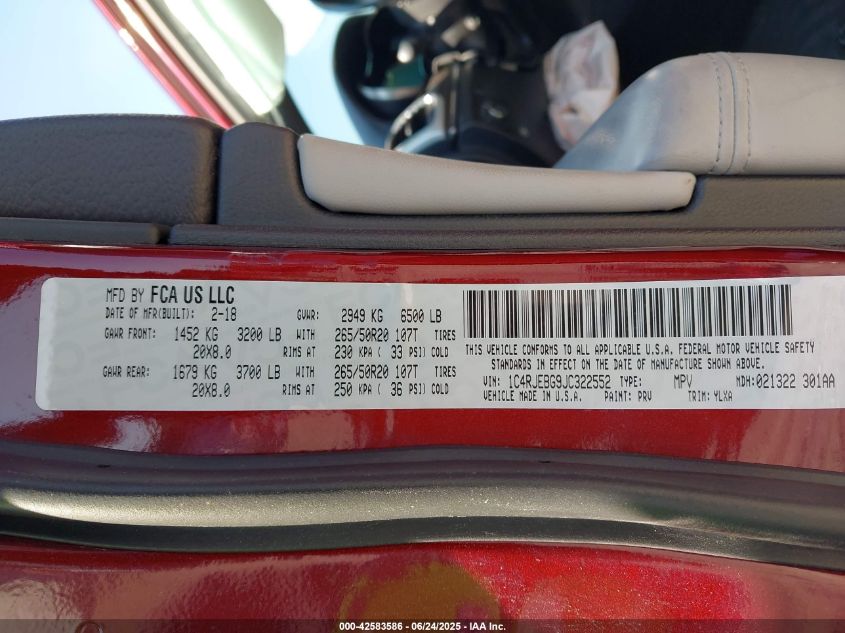 MFD BY FCA US LLC
DATE OF MFR(BUILT): 2-18 GVWR: 2949 KG 6500 LB
GAWR FRONT: 1452 KG 3200 LB WITH 265/50R20 107T TIRES
20X8.0 RIMS AT 230 KPA ( 33 PSI) COLD
GAWR REAR: 1679 KG 3700 LB WITH 265/50R20 107T TIRES
20X8.0 RIMS AT 250 KPA ( 36 PSI) COLD
THIS VEHICLE CONFORMS TO ALL APPLICABLE U.S.A. FEDERAL MOTOR VEHICLE SAFETY
STANDARDS IN EFFECT ON THE DATE OF MANUFACTURE SHOWN ABOVE.
VIN: 1C4RJEBG9JC322552 TYPE: MPV MDH:021322 301AA
VEHICLE MADE IN U.S.A. PAINT: PRV TRIM: YLXA
000-42583586 - 06/24/2025 - IAA Inc.